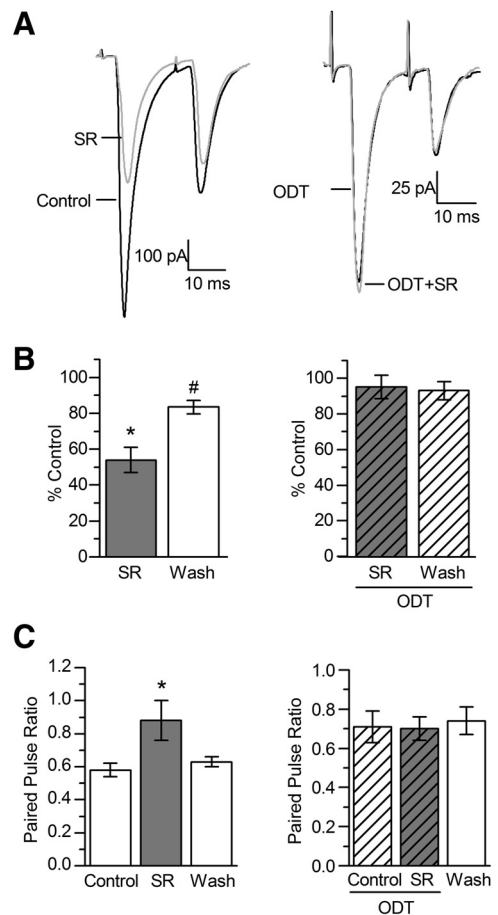 A
SR
Control
100 pA
10 ms
ODT
25 pA
10 ms
ODT+SR
B
% Control
100
80
60
40
20
0
*
#
SR
Wash
% Control
100
80
60
40
20
0
SR
Wash
ODT
C
Paired Pulse Ratio
1.2
1.0
0.8
0.6
0.4
0.2
0.0
*
Control
SR
Wash
Paired Pulse Ratio
1.0
0.8
0.6
0.4
0.2
0.0
Control
SR
Wash
ODT